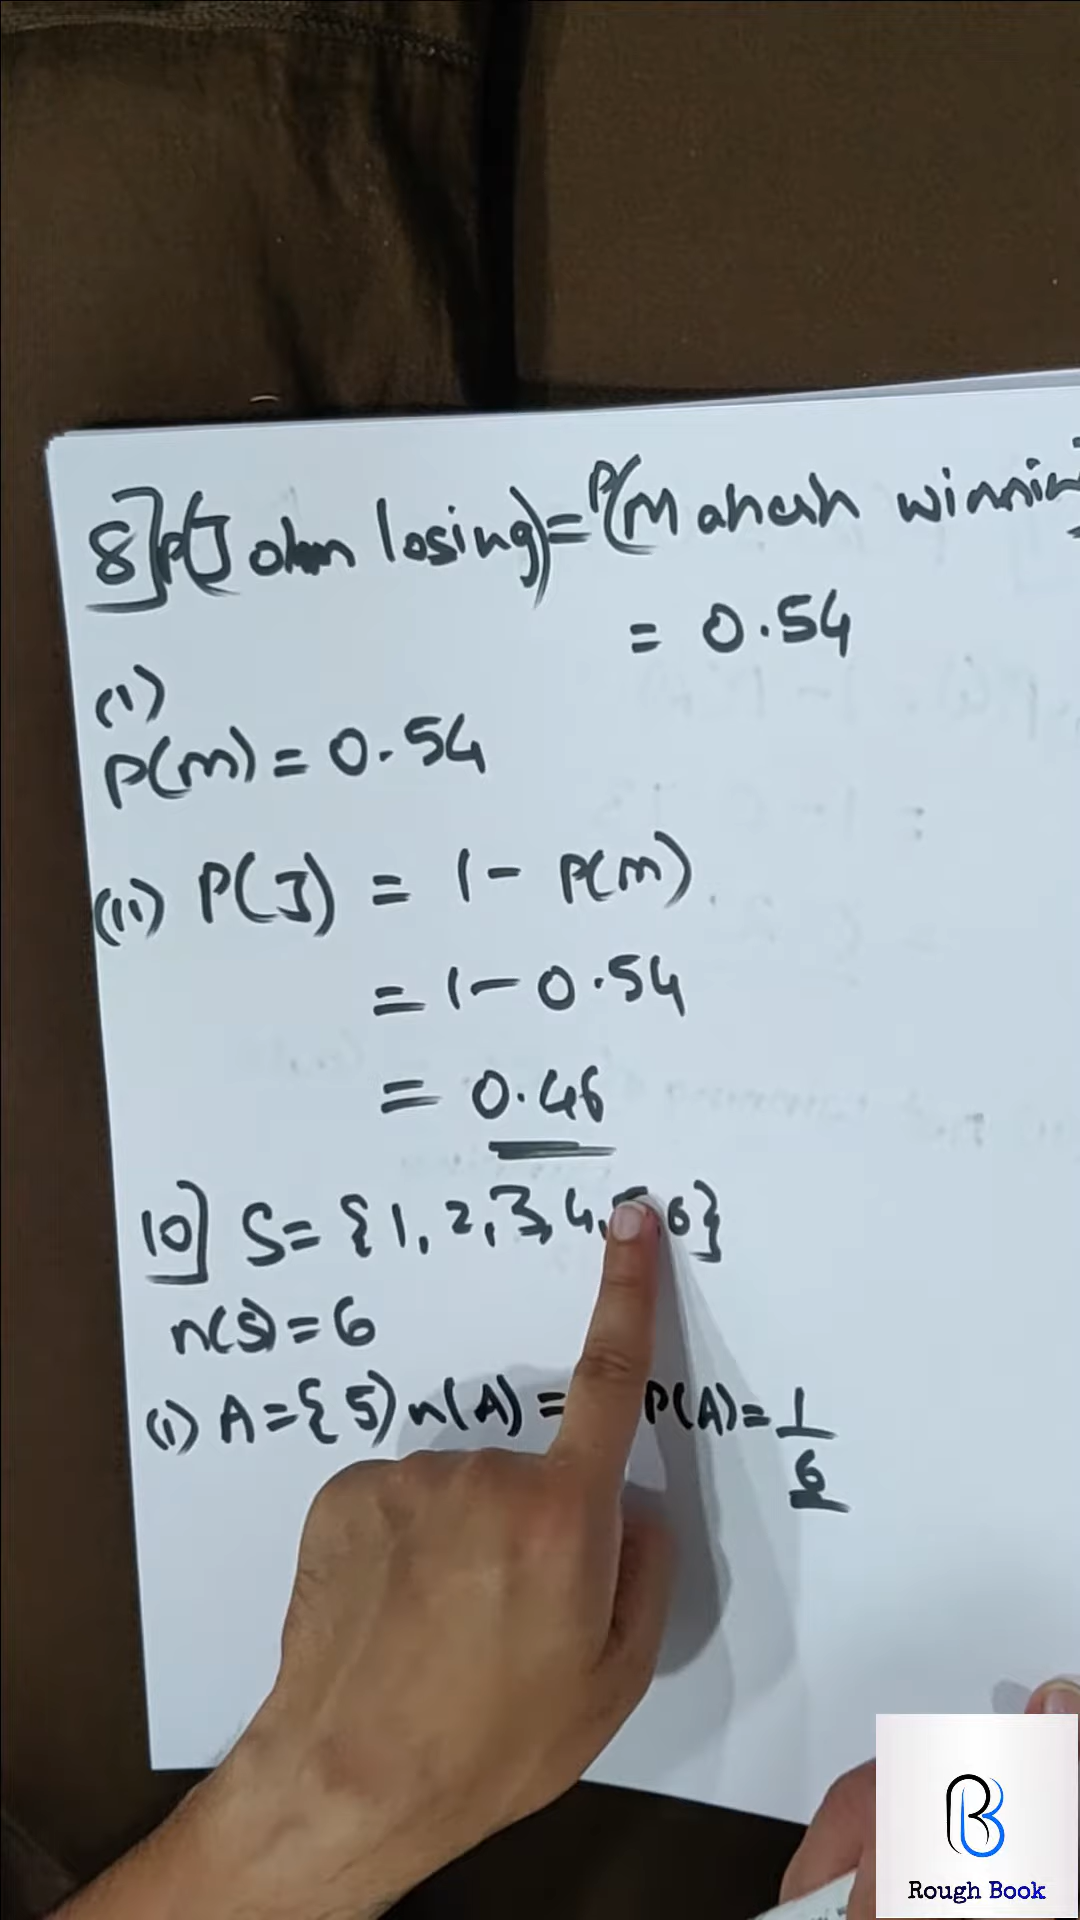 8] P(John losing) = P(Mahesh winnin
= 0.54
(i)
P(m) = 0.54
(ii) P(J) = 1 - P(m)
= 1 - 0.54
= 0.46
10] S = {1, 2, 3, 4, 6}
n(S) = 6
(i) A = {5} n(A) = P(A) = 1/6
B
Rough Book